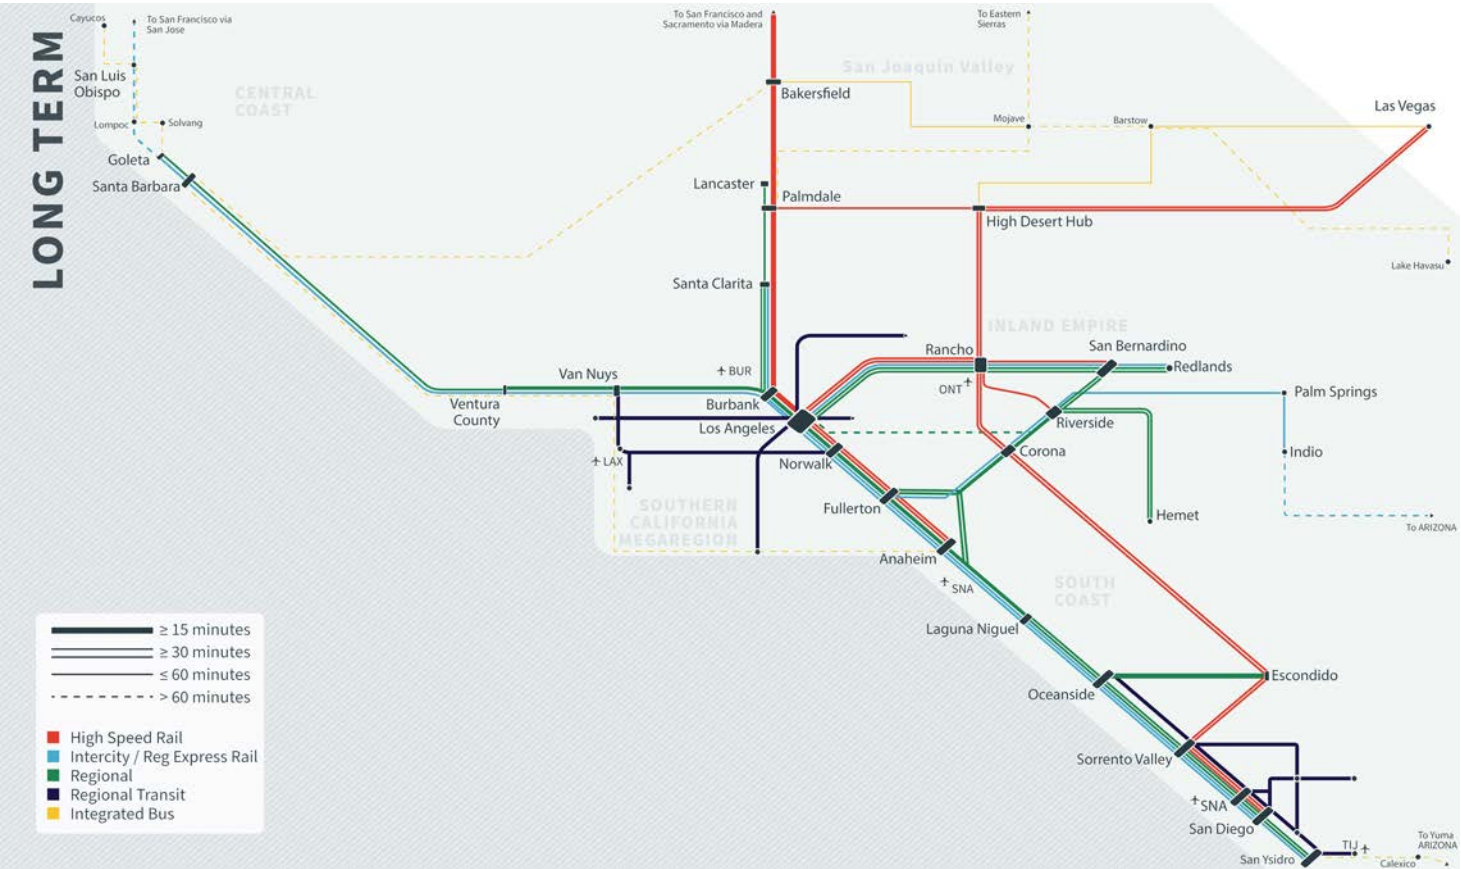 LONG TERM
Cayucos
To San Francisco via
San Jose
San Luis
Obispo
Lompoc
Solvang
Goleta
Santa Barbara
CENTRAL
COAST
To San Francisco and
Sacramento via Madera
To Eastern
Sierras
San Joaquin Valley
Bakersfield
Mojave
Barstow
Las Vegas
Lancaster
Palmdale
High Desert Hub
Lake Havasu
Santa Clarita
INLAND EMPIRE
Rancho
San Bernardino
Redlands
Van Nuys
BUR
ONT
Palm Springs
Ventura
County
Burbank
Los Angeles
Riverside
Corona
Indio
LAX
Norwalk
Fullerton
Hemet
To ARIZONA
SOUTHERN
CALIFORNIA
MEGAREGION
Anaheim
SNA
SOUTH
COAST
Laguna Niguel
Oceanside
Escondido
Sorrento Valley
SNA
San Diego
San Ysidro
TIJ
To Yuma
ARIZONA
Calexico
≥ 15 minutes
≥ 30 minutes
≤ 60 minutes
> 60 minutes
High Speed Rail
Intercity / Reg Express Rail
Regional
Regional Transit
Integrated Bus